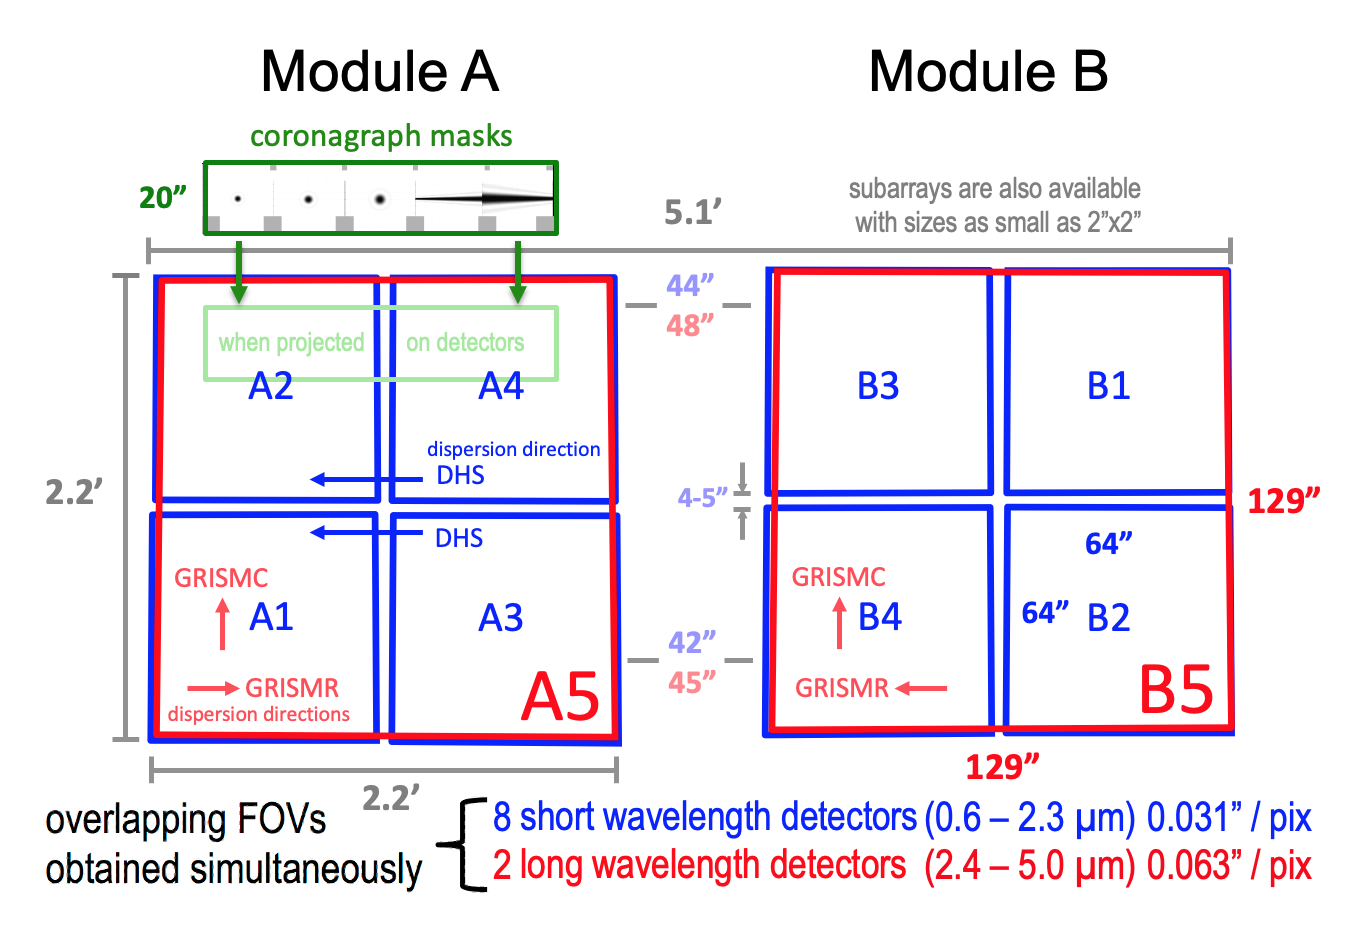 Module A
Module B
coronagraph masks
20”
5.1’
subarrays are also available
with sizes as small as 2”x2”
44”
48”
when projected
on detectors
A2
A4
B3
B1
dispersion direction
DHS
2.2’
4-5”
129”
DHS
64”
GRISMC
A1
A3
GRISMC
B4
64”
B2
42”
45”
GRISMR
dispersion directions
A5
GRISMR
B5
129”
2.2’
overlapping FOVs
obtained simultaneously
8 short wavelength detectors (0.6 – 2.3 µm) 0.031” / pix
2 long wavelength detectors (2.4 – 5.0 µm) 0.063” / pix